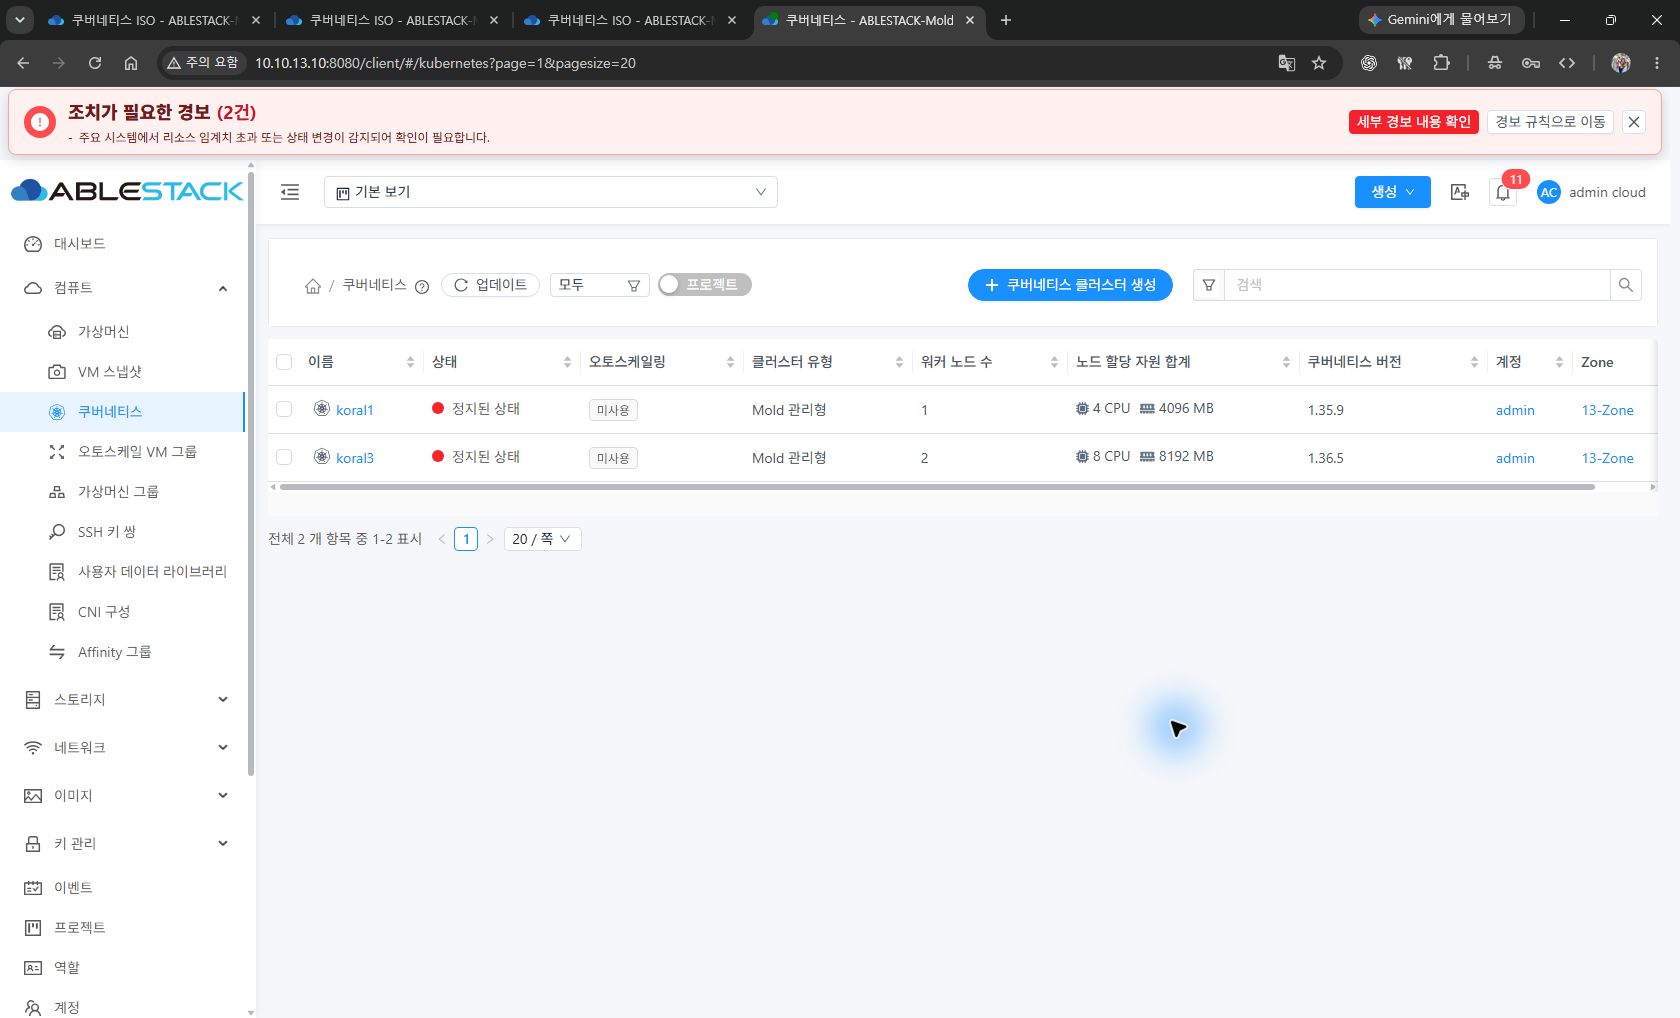 쿠버네티스 ISO - ABLESTACK-M
쿠버네티스 ISO - ABLESTACK-M
쿠버네티스 ISO - ABLESTACK-M
쿠버네티스 - ABLESTACK-Mold
Gemini에게 물어보기
주의 요함 10.10.13.10:8080/client/#/kubernetes?page=1&pagesize=20
조치가 필요한 경보 (2건)
- 주요 시스템에서 리소스 임계치 초과 또는 상태 변경이 감지되어 확인이 필요합니다.
세부 경보 내용 확인
경보 규칙으로 이동
ABLESTACK
기본 보기
생성
11
AC admin cloud
대시보드
컴퓨트
가상머신
VM 스냅샷
쿠버네티스
오토스케일 VM 그룹
가상머신 그룹
SSH 키 쌍
사용자 데이터 라이브러리
CNI 구성
Affinity 그룹
스토리지
네트워크
이미지
키 관리
이벤트
프로젝트
역할
계정
/ 쿠버네티스
업데이트
모두
프로젝트
쿠버네티스 클러스터 생성
검색
이름 상태 오토스케일링 클러스터 유형 워커 노드 수 노드 할당 자원 합계 쿠버네티스 버전 계정 Zone
koral1 정지된 상태 미사용 Mold 관리형 1 4 CPU 4096 MB 1.35.9 admin 13-Zone
koral3 정지된 상태 미사용 Mold 관리형 2 8 CPU 8192 MB 1.36.5 admin 13-Zone
전체 2 개 항목 중 1-2 표시 < 1 > 20 / 쪽